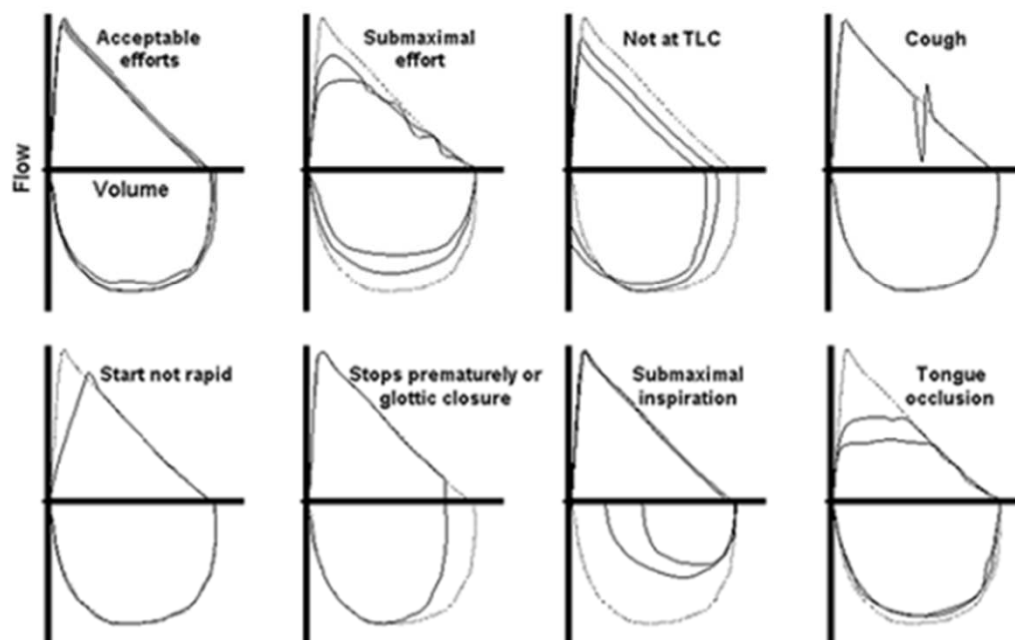 Acceptable
efforts
Submaximal
effort
Not at TLC
Cough
Flow
Volume
Start not rapid
Stops prematurely or
glottic closure
Submaximal
inspiration
Tongue
occlusion